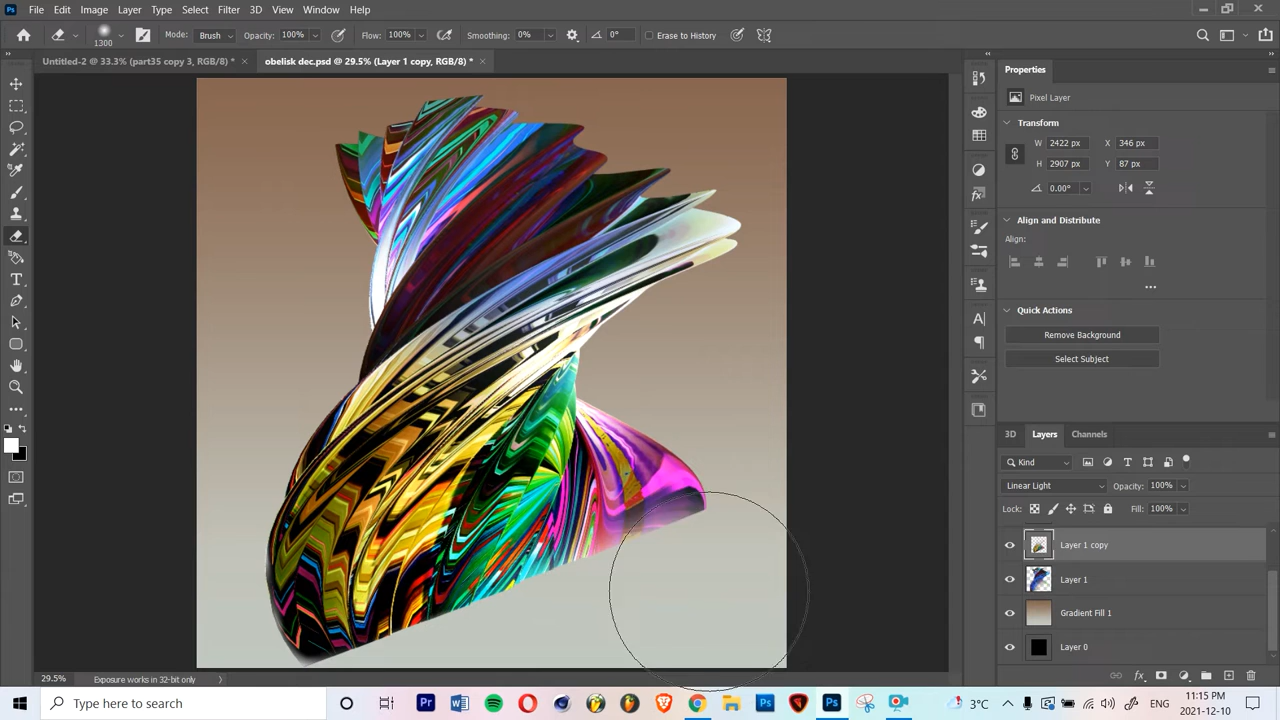 Ps File Edit Image Layer Type Select Filter 3D View Window Help
1300 Mode: Brush Opacity: 100% Flow: 100% Smoothing: 0% 0° Erase to History
Untitled-2 @ 33.3% (part35 copy 3, RGB/8) * × obelisk dec.psd @ 29.5% (Layer 1 copy, RGB/8) * ×
Properties
Pixel Layer
Transform
W 2422 px X 346 px
H 2907 px Y 87 px
0.00°
Align and Distribute
Align:
Quick Actions
Remove Background
Select Subject
3D Layers Channels
Kind
Linear Light Opacity: 100%
Lock: Fill: 100%
Layer 1 copy
Layer 1
Gradient Fill 1
Layer 0
29.5% Exposure works in 32-bit only
Type here to search Pr W Ps Ps 3°C 11:15 PM
2021-12-10